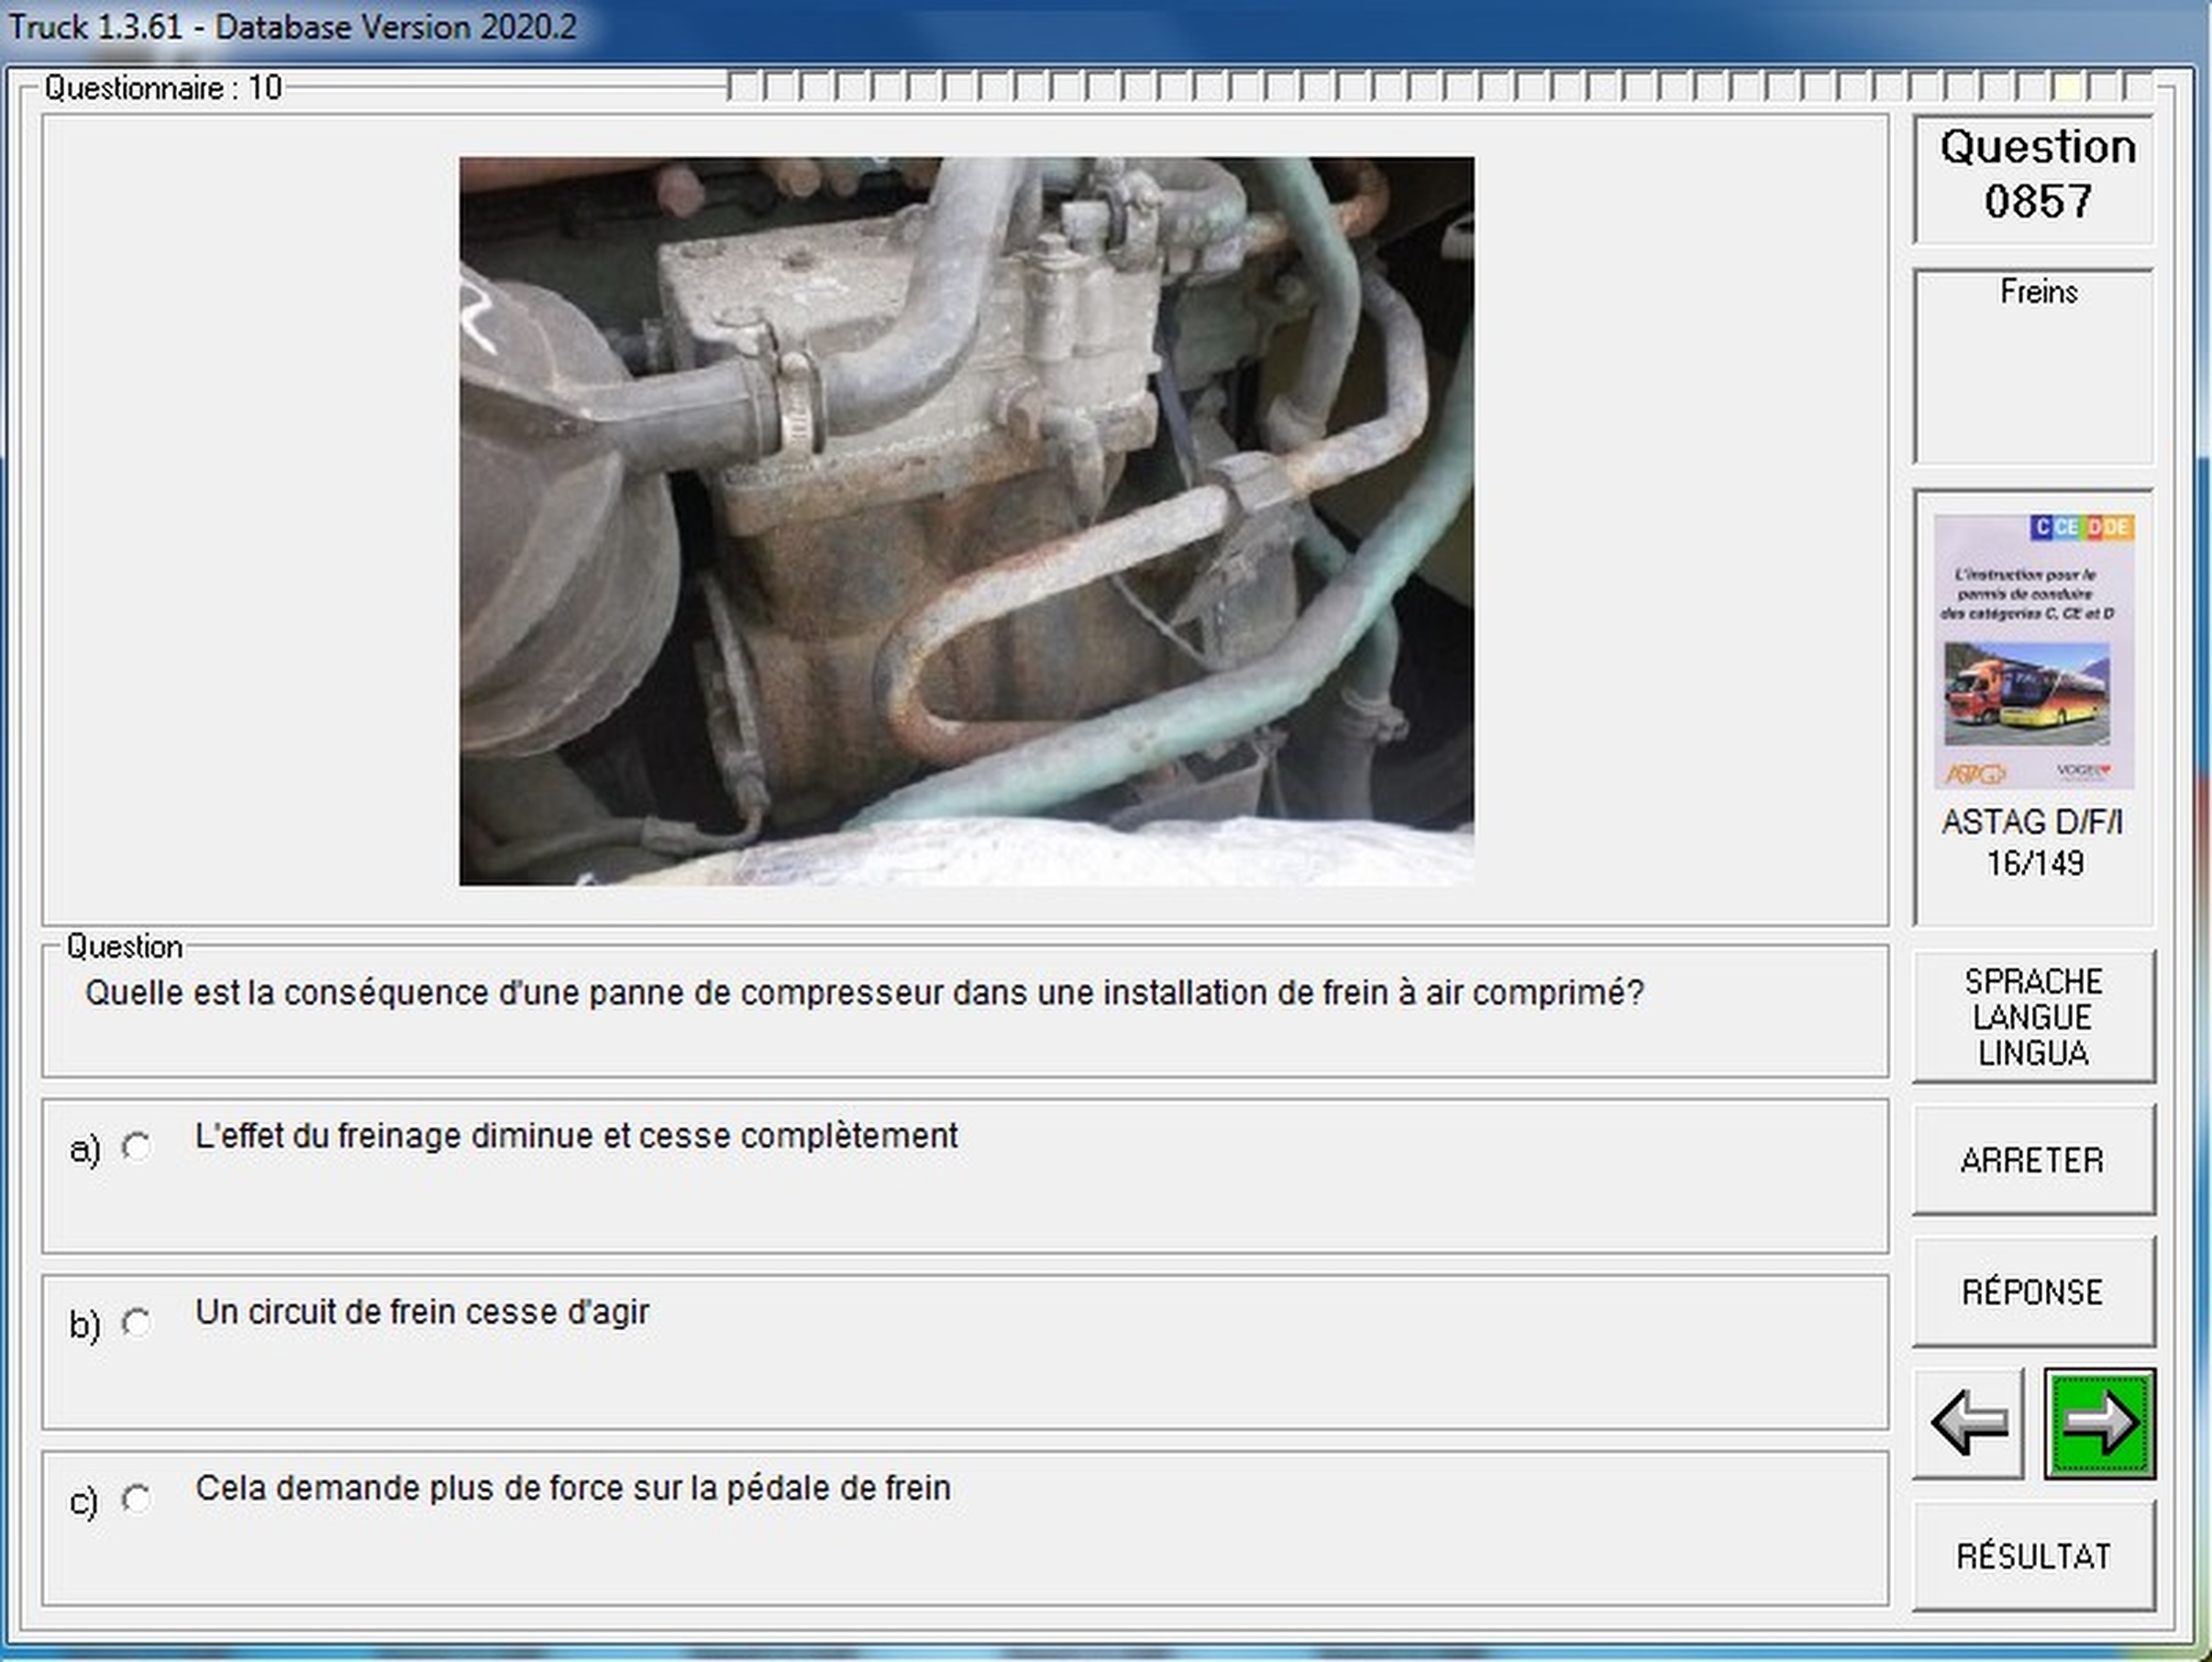 Truck 1.3.61 - Database Version 2020.2
Questionnaire : 10
Question
0857
Freins
C CE D DE
L'instruction pour le
permis de conduire
des catégories C, CE et D
ASTAG
VOGEL
ASTAG D/F/I
16/149
Question
Quelle est la conséquence d'une panne de compresseur dans une installation de frein à air comprimé?
SPRACHE
LANGUE
LINGUA
a) L'effet du freinage diminue et cesse complètement
ARRETER
b) Un circuit de frein cesse d'agir
RÉPONSE
c) Cela demande plus de force sur la pédale de frein
RÉSULTAT